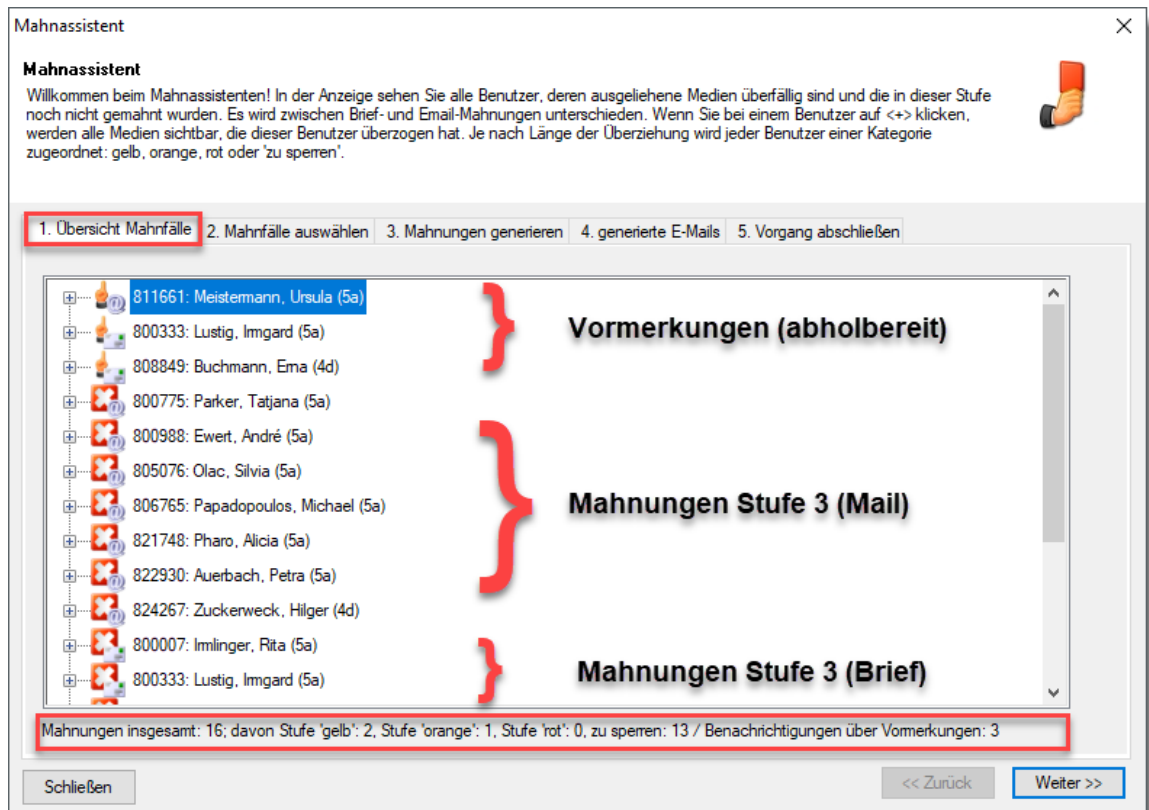 Mahnassistent
Mahnassistent
Willkommen beim Mahnassistenten! In der Anzeige sehen Sie alle Benutzer, deren ausgeliehene Medien überfällig sind und die in dieser Stufe
noch nicht gemahnt wurden. Es wird zwischen Brief- und Email-Mahnungen unterschieden. Wenn Sie bei einem Benutzer auf <+> klicken,
werden alle Medien sichtbar, die dieser Benutzer überzogen hat. Je nach Länge der Überziehung wird jeder Benutzer einer Kategorie
zugeordnet: gelb, orange, rot oder 'zu sperren'.
1. Übersicht Mahnfälle 2. Mahnfälle auswählen 3. Mahnungen generieren 4. generierte E-Mails 5. Vorgang abschließen
811661: Meistermann, Ursula (5a)
800333: Lustig, Irmgard (5a)
Vormerkungen (abholbereit)
808849: Buchmann, Erna (4d)
800775: Parker, Tatjana (5a)
800988: Ewert, André (5a)
805076: Olac, Silvia (5a)
806765: Papadopoulos, Michael (5a)
Mahnungen Stufe 3 (Mail)
821748: Pharo, Alicia (5a)
822930: Auerbach, Petra (5a)
824267: Zuckerweck, Hilger (4d)
800007: Irmlinger, Rita (5a)
800333: Lustig, Irmgard (5a)
Mahnungen Stufe 3 (Brief)
Mahnungen insgesamt: 16; davon Stufe 'gelb': 2, Stufe 'orange': 1, Stufe 'rot': 0, zu sperren: 13 / Benachrichtigungen über Vormerkungen: 3
Schließen << Zurück Weiter >>